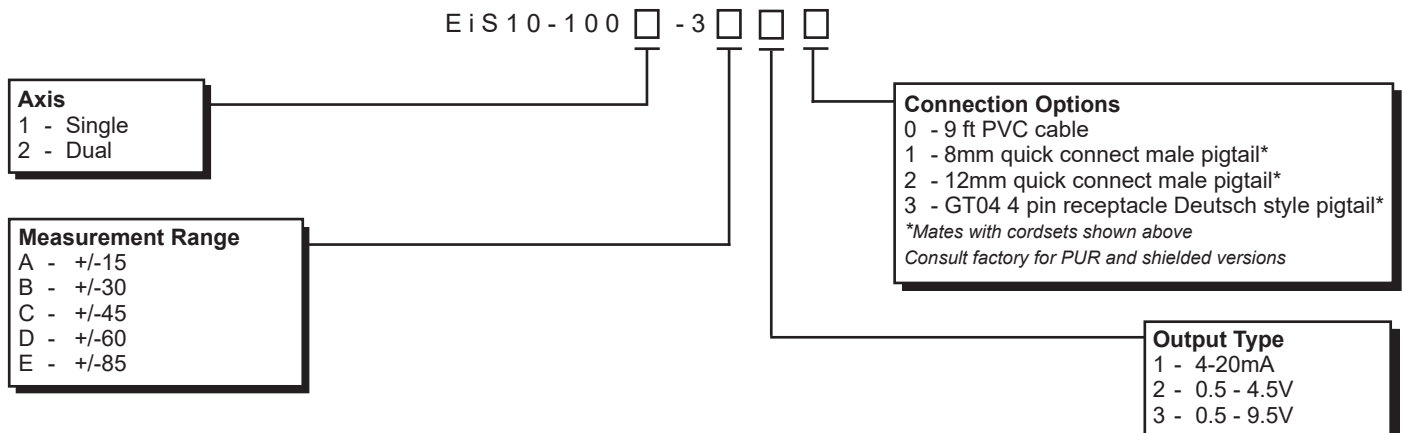 EiS10-100 □ -3 □ □ □
Axis
1 - Single
2 - Dual
Measurement Range
A - +/-15
B - +/-30
C - +/-45
D - +/-60
E - +/-85
Connection Options
0 - 9 ft PVC cable
1 - 8mm quick connect male pigtail*
2 - 12mm quick connect male pigtail*
3 - GT04 4 pin receptacle Deutsch style pigtail*
*Mates with cordsets shown above
Consult factory for PUR and shielded versions
Output Type
1 - 4-20mA
2 - 0.5 - 4.5V
3 - 0.5 - 9.5V